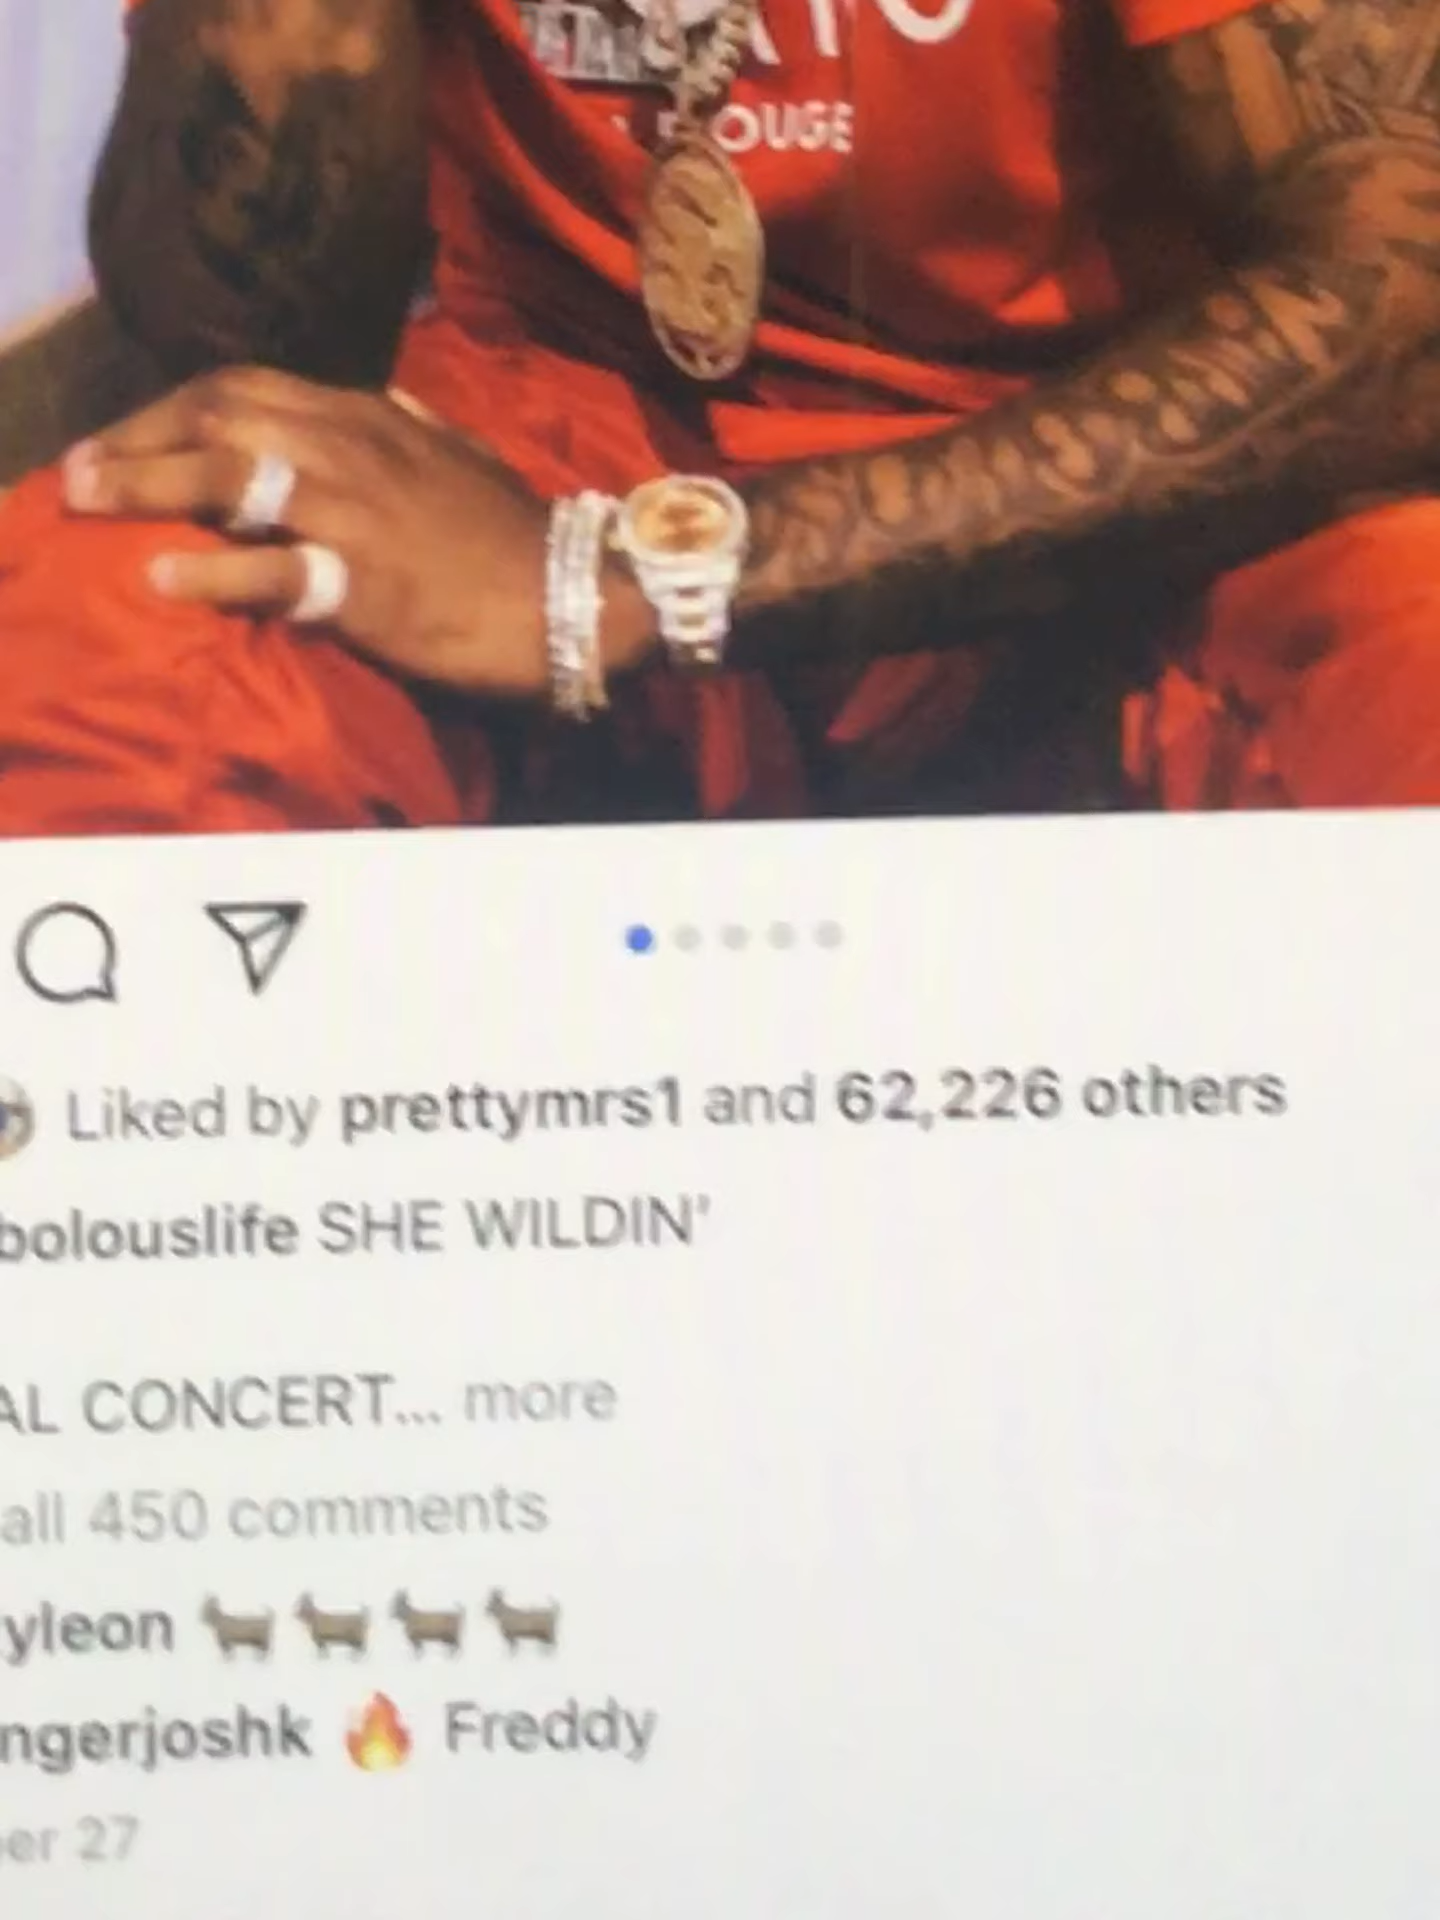 OUGE
Liked by prettymrs1 and 62,226 others
bolouslife SHE WILDIN'
AL CONCERT... more
all 450 comments
yleon 🐐 🐐 🐐 🐐
ngerjoshk 🔥 Freddy
er 27